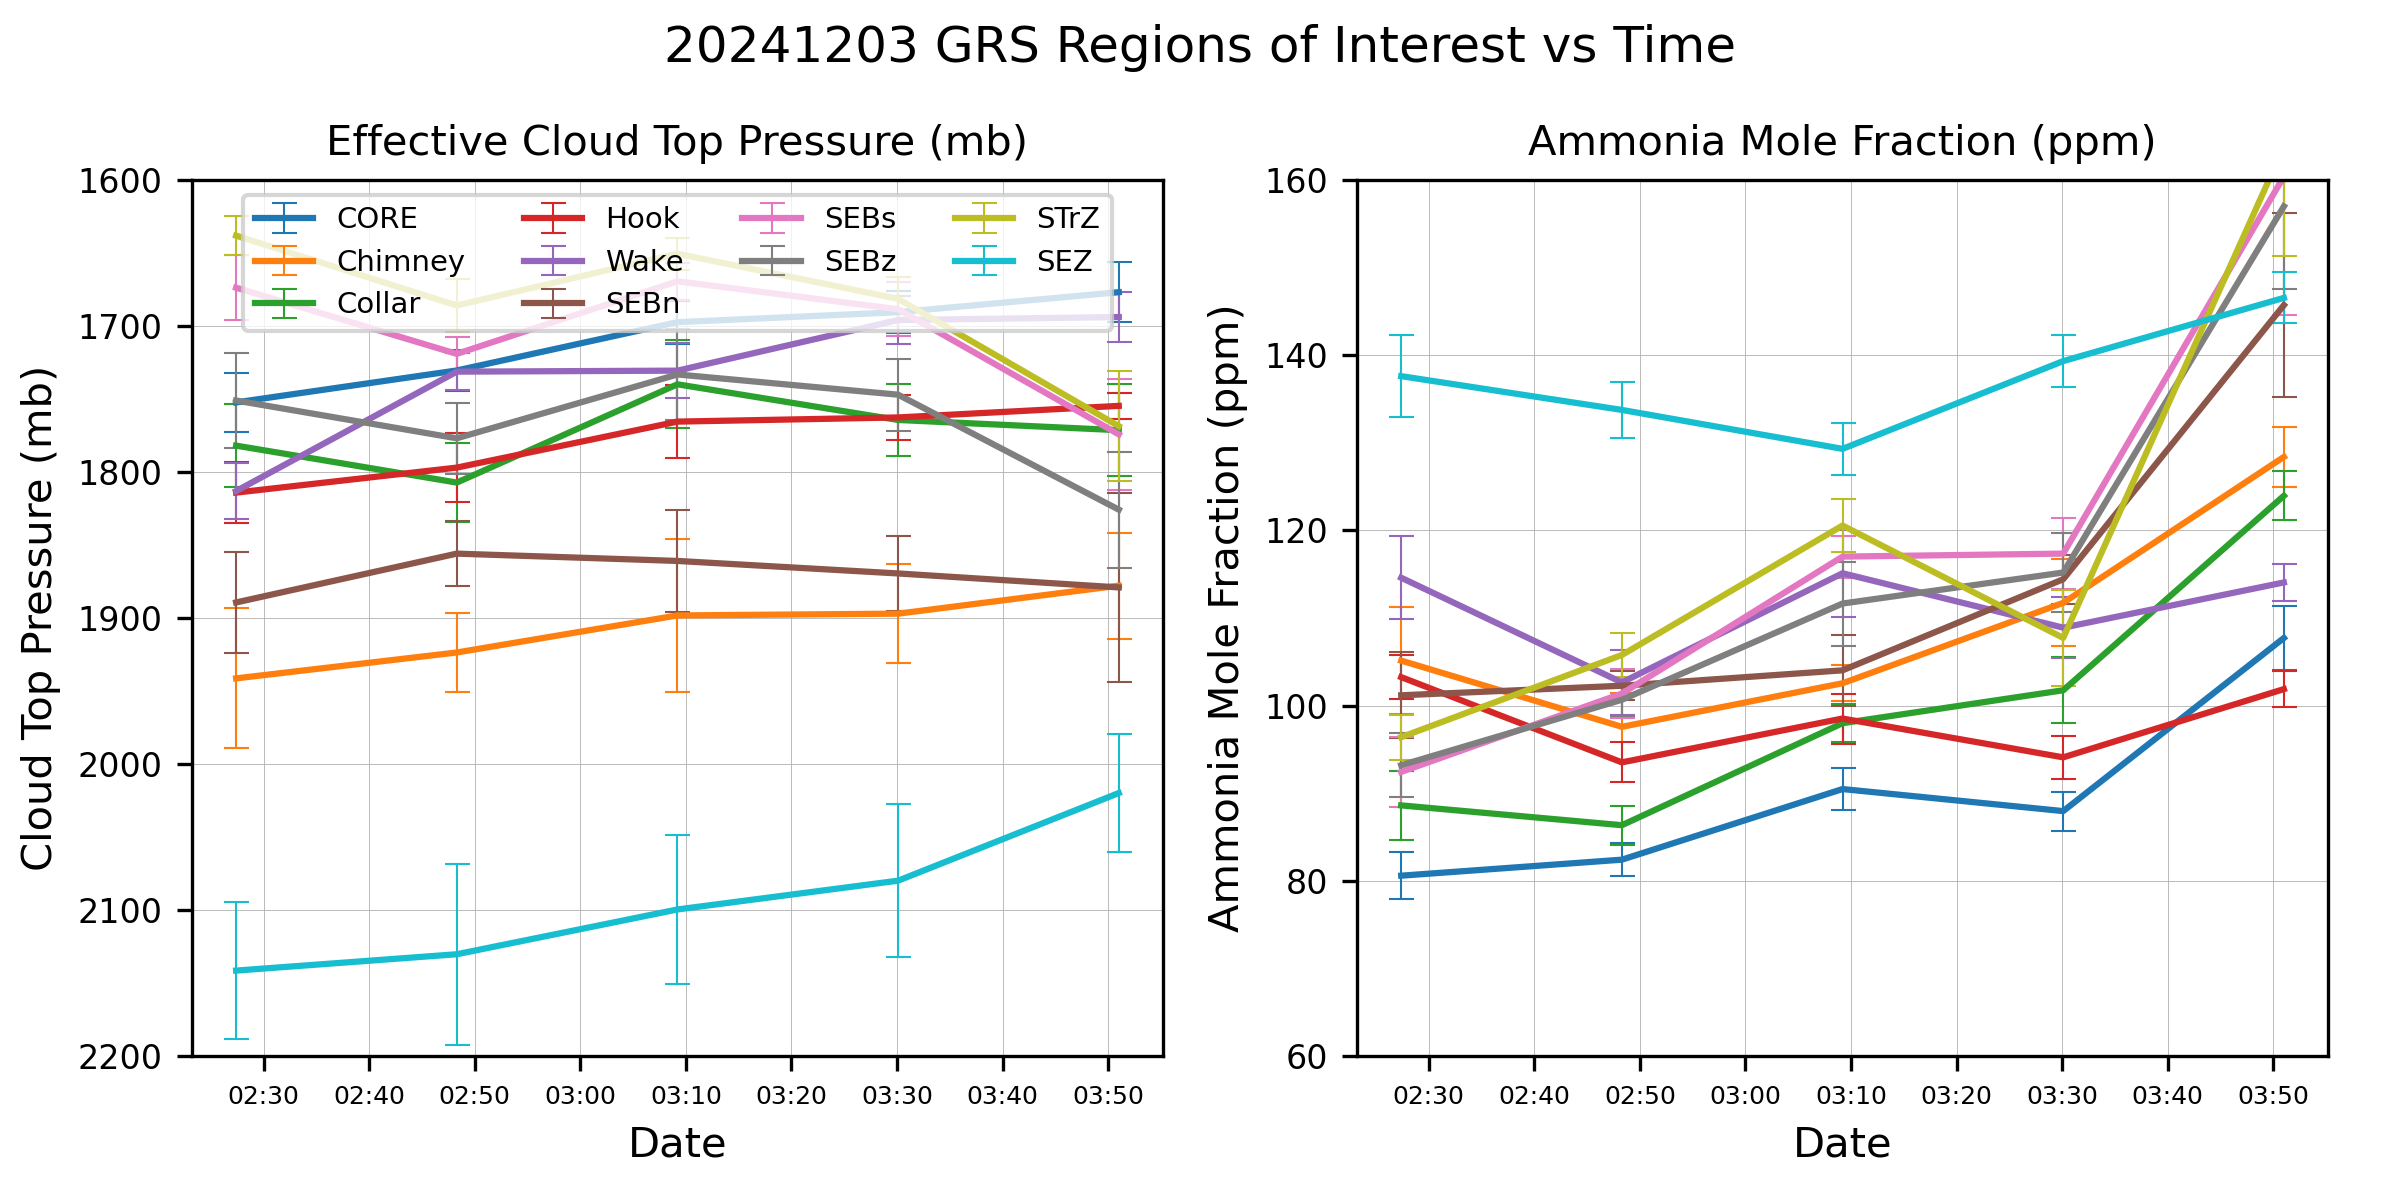 20241203 GRS Regions of Interest vs Time
Effective Cloud Top Pressure (mb)
Cloud Top Pressure (mb)
1600
1700
1800
1900
2000
2100
2200
CORE
Chimney
Collar
Hook
Wake
SEBn
SEBs
SEBz
STrZ
SEZ
02:30 02:40 02:50 03:00 03:10 03:20 03:30 03:40 03:50
Date
Ammonia Mole Fraction (ppm)
Ammonia Mole Fraction (ppm)
160
140
120
100
80
60
02:30 02:40 02:50 03:00 03:10 03:20 03:30 03:40 03:50
Date